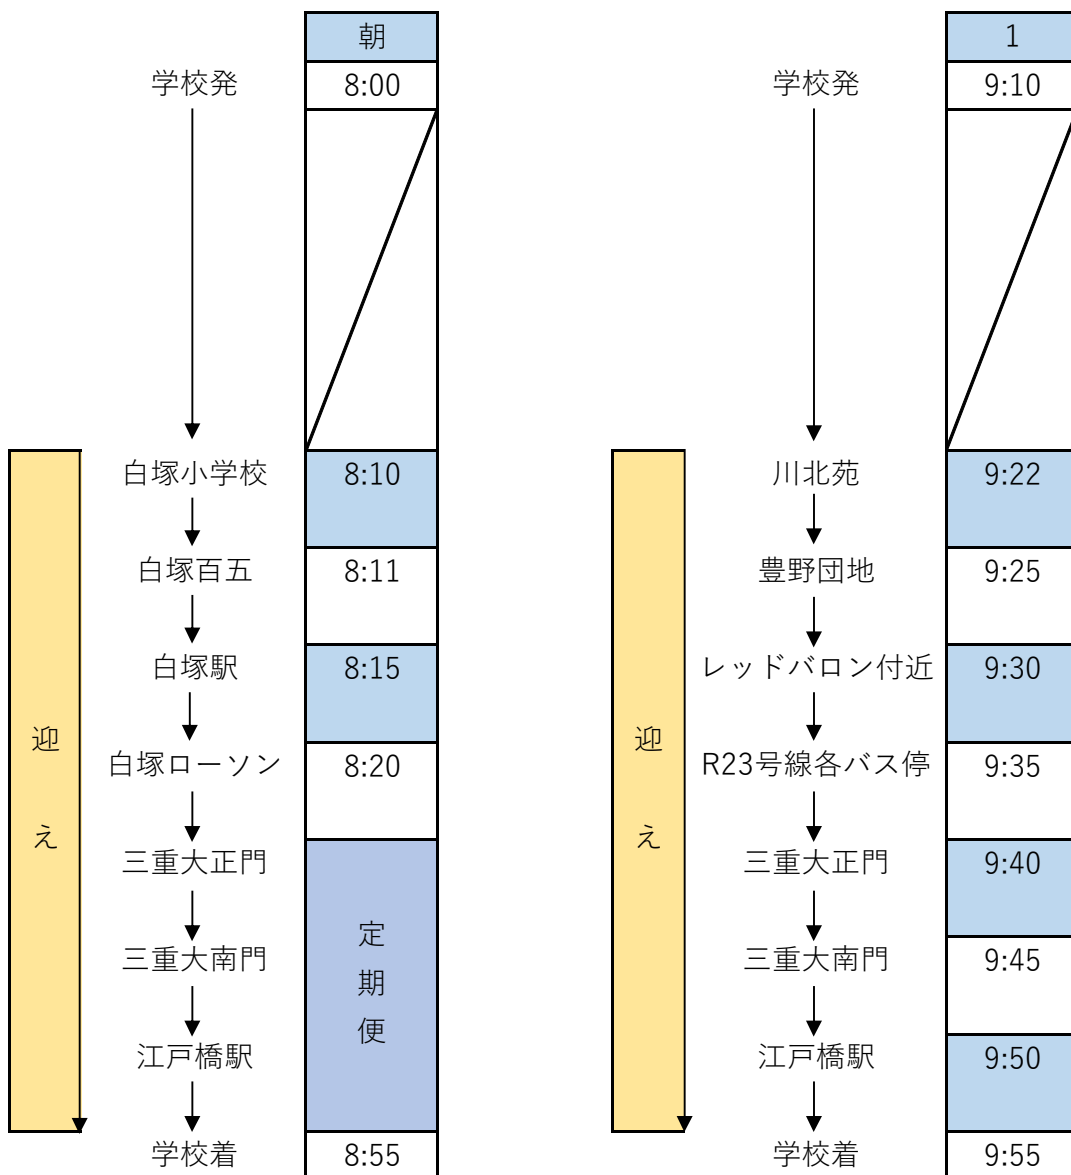 朝
学校発 8:00
白塚小学校 8:10
白塚百五 8:11
白塚駅 8:15
白塚ローソン 8:20
三重大正門
三重大南門
江戸橋駅
定期便
学校着 8:55
迎え
1
学校発 9:10
川北苑 9:22
豊野団地 9:25
レッドバロン付近 9:30
R23号線各バス停 9:35
三重大正門 9:40
三重大南門 9:45
江戸橋駅 9:50
学校着 9:55
迎え